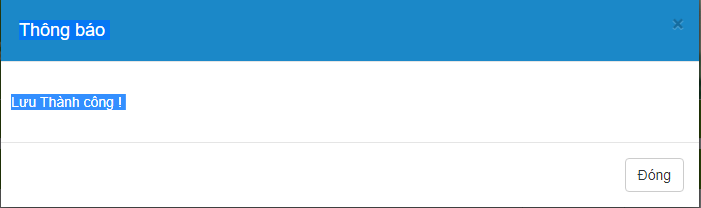 Thông báo
×
Lưu Thành công !
Đóng